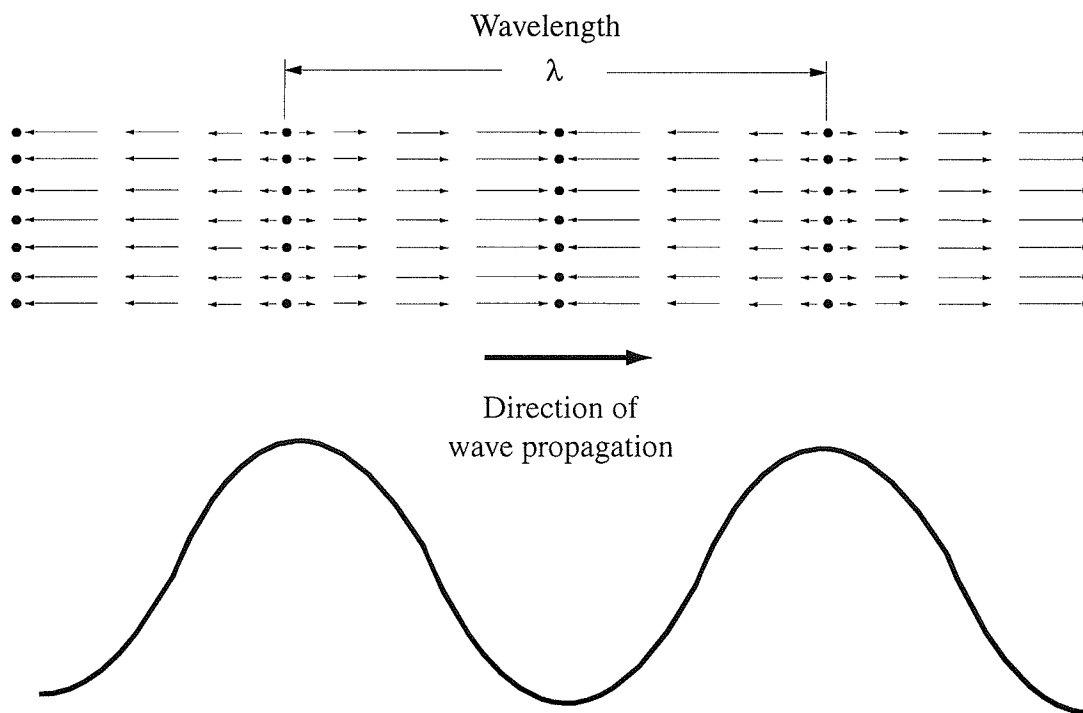 Wavelength
λ
Direction of
wave propagation